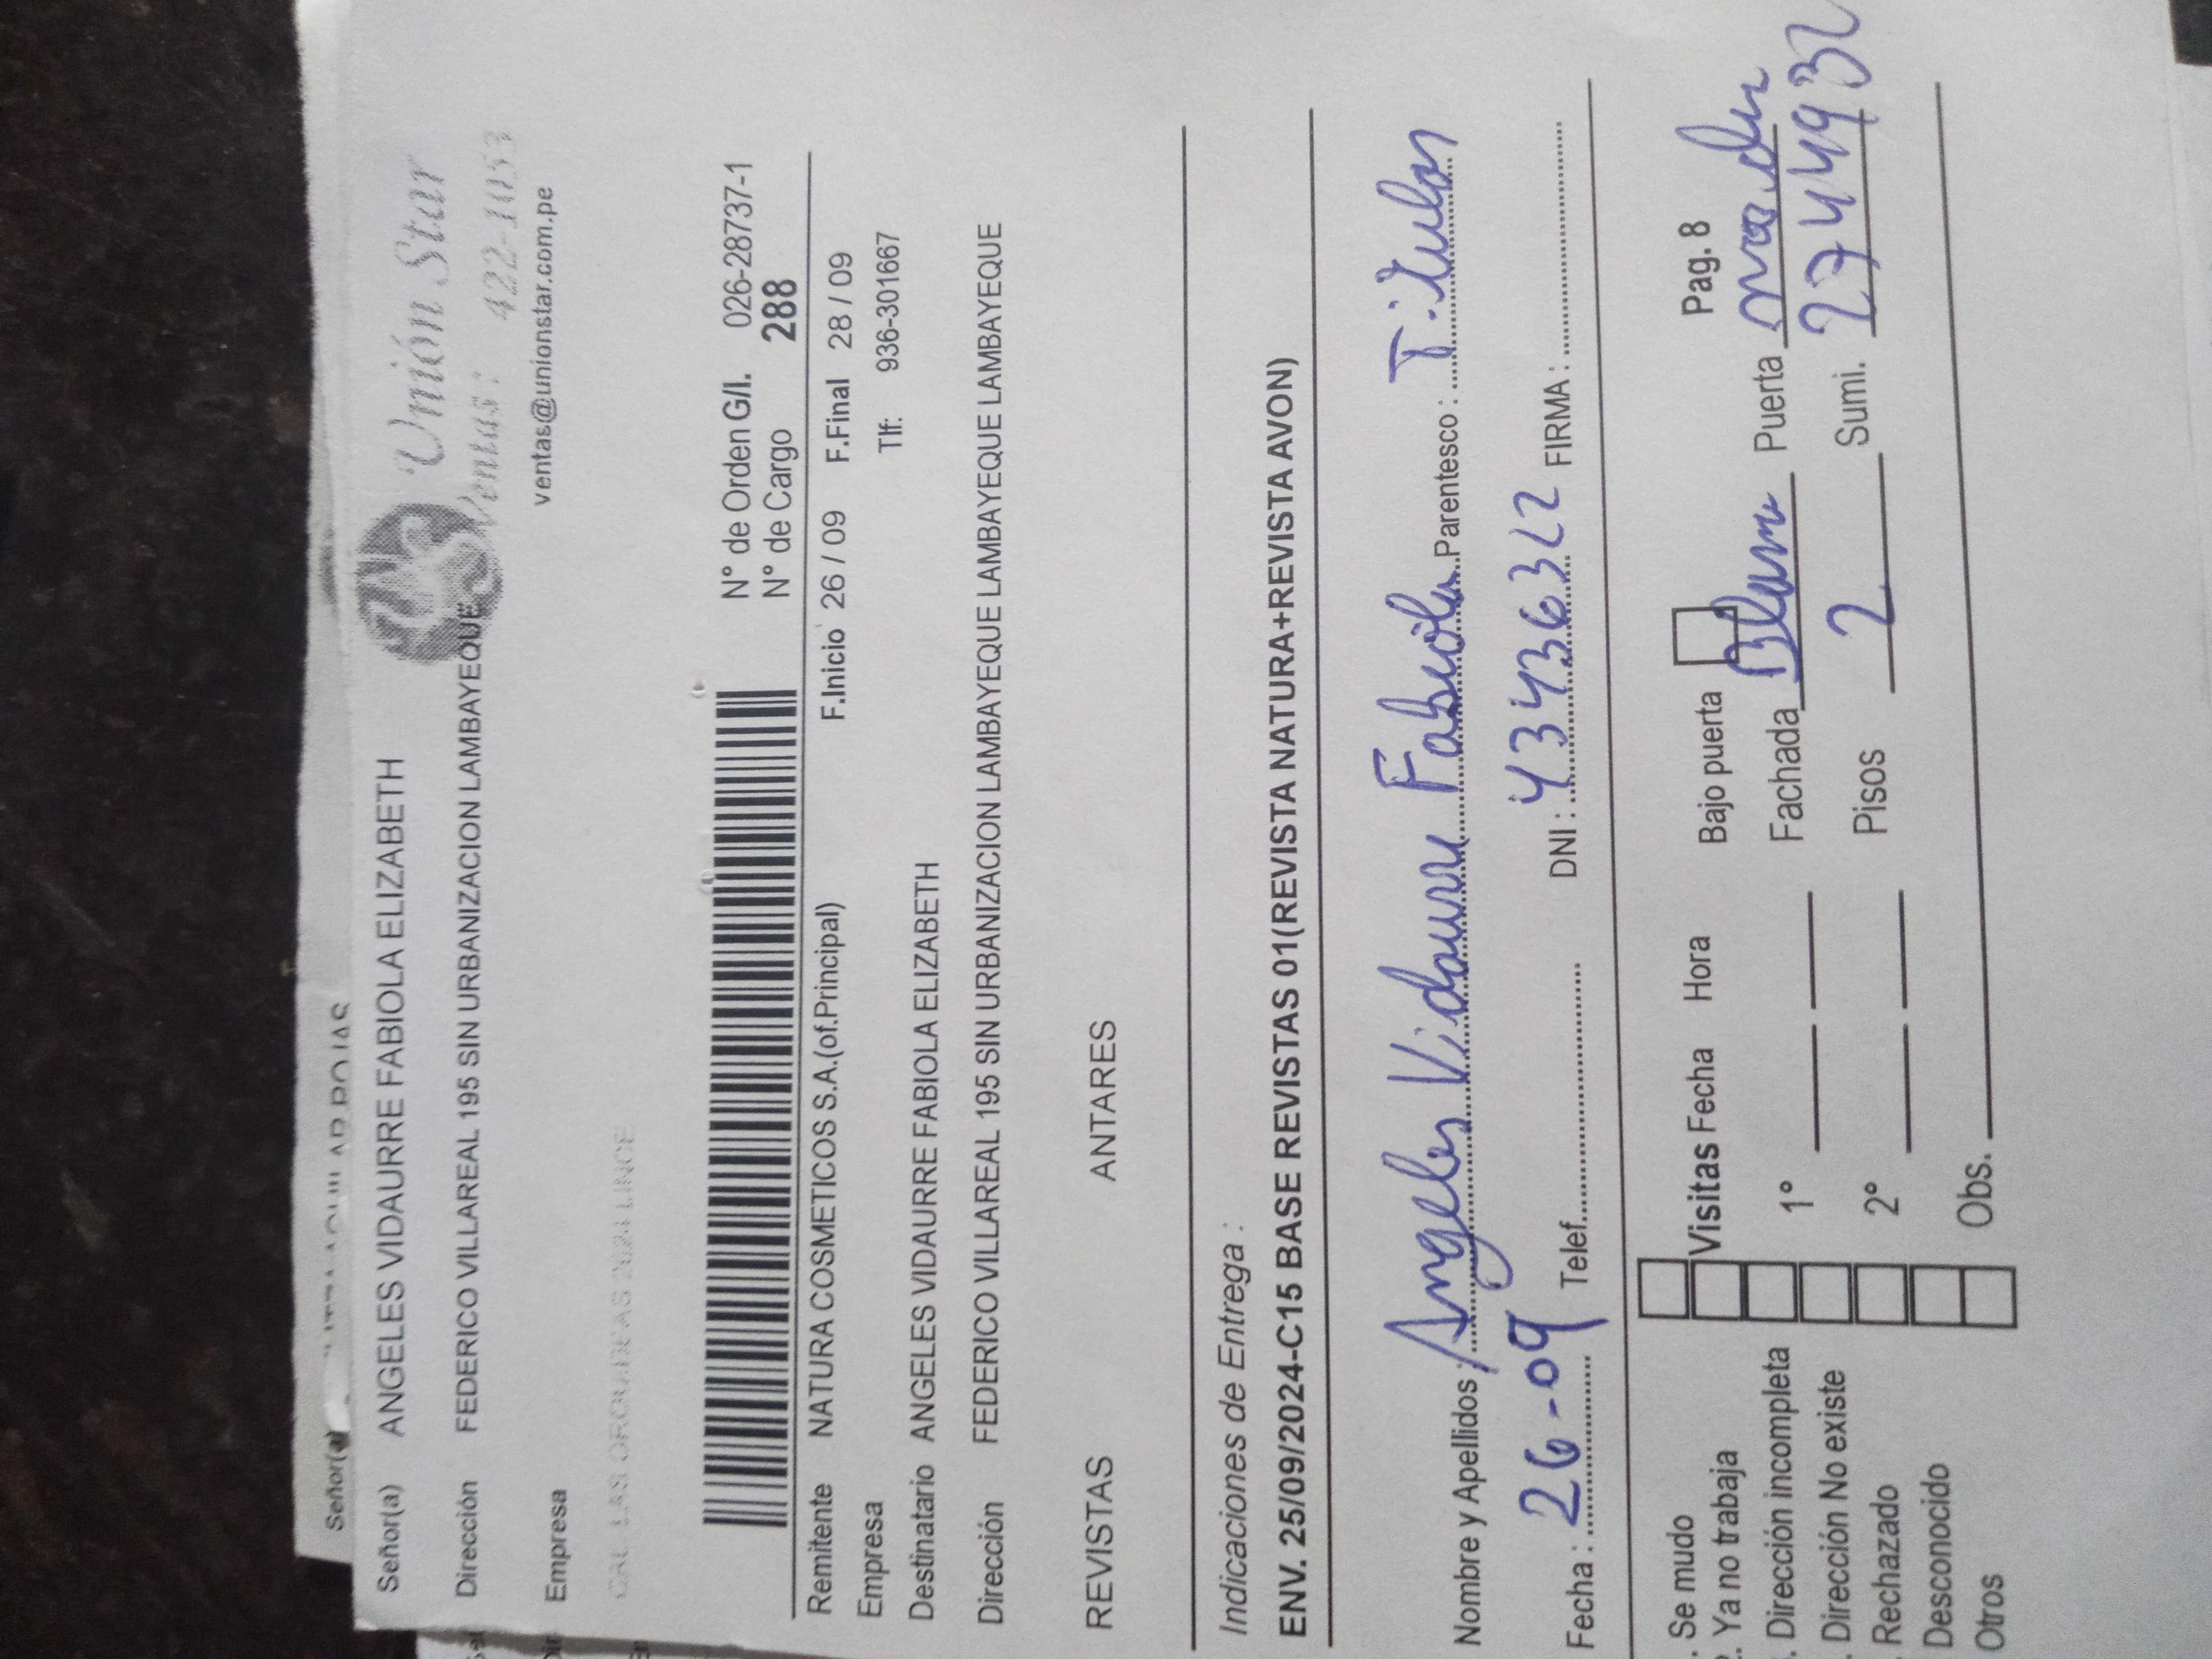 Señor(a)
Señor(a) ANGELES VIDAURRE FABIOLA ELIZABETH
Unión Star
Dirección FEDERICO VILLAREAL 195 SIN URBANIZACION LAMBAYEQUE
Ventas: 422-1053
ventas@unionstar.com.pe
Empresa
N° de Orden G/I. 026-28737-1
N° de Cargo 288
Remitente NATURA COSMETICOS S.A.(of.Principal) F.Inicio 26 / 09 F.Final 28 / 09
Empresa Tlf: 936-301667
Destinatario ANGELES VIDAURRE FABIOLA ELIZABETH
Dirección FEDERICO VILLAREAL 195 SIN URBANIZACION LAMBAYEQUE LAMBAYEQUE LAMBAYEQUE
REVISTAS ANTARES
Indicaciones de Entrega :
ENV. 25/09/2024-C15 BASE REVISTAS 01(REVISTA NATURA+REVISTA AVON)
Nombre y Apellidos : Angeles Vidaurre Fabiola Parentesco : Titular
Fecha : 26-09 Telef. DNI : 43436322 FIRMA :
Se mudo
Ya no trabaja Visitas Fecha Hora Bajo puerta Pag. 8
Dirección incompleta 1° Fachada Puerta
Dirección No existe
Rechazado 2° Pisos 2 Sumi. 27444932
Desconocido
Otros Obs.